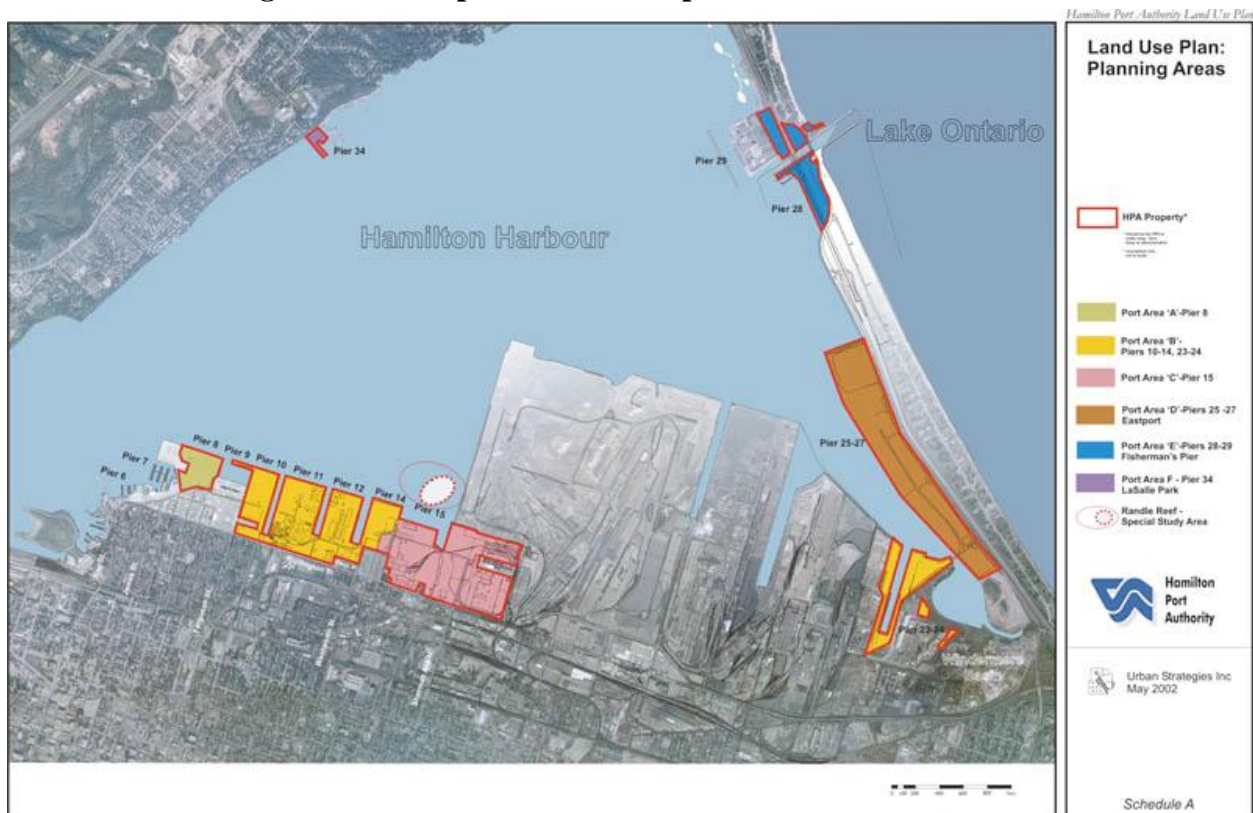 Hamilton Port Authority Land Use Plan
Land Use Plan:
Planning Areas
HPA Property*
Port Area 'A'-Pier 8
Port Area 'B'-
Piers 10-14, 23-24
Port Area 'C'-Pier 15
Port Area 'D'-Piers 25 -27
Eastport
Port Area 'E'-Piers 28-29
Fisherman's Pier
Port Area F - Pier 34
LaSalle Park
Randle Reef -
Special Study Area
Hamilton
Port
Authority
Urban Strategies Inc
May 2002
Schedule A
Lake Ontario
Pier 34
Pier 29
Pier 28
Hamilton Harbour
Pier 25-27
Pier 8
Pier 7
Pier 9
Pier 6
Pier 10
Pier 11
Pier 12
Pier 14
Pier 15
Pier 23-24